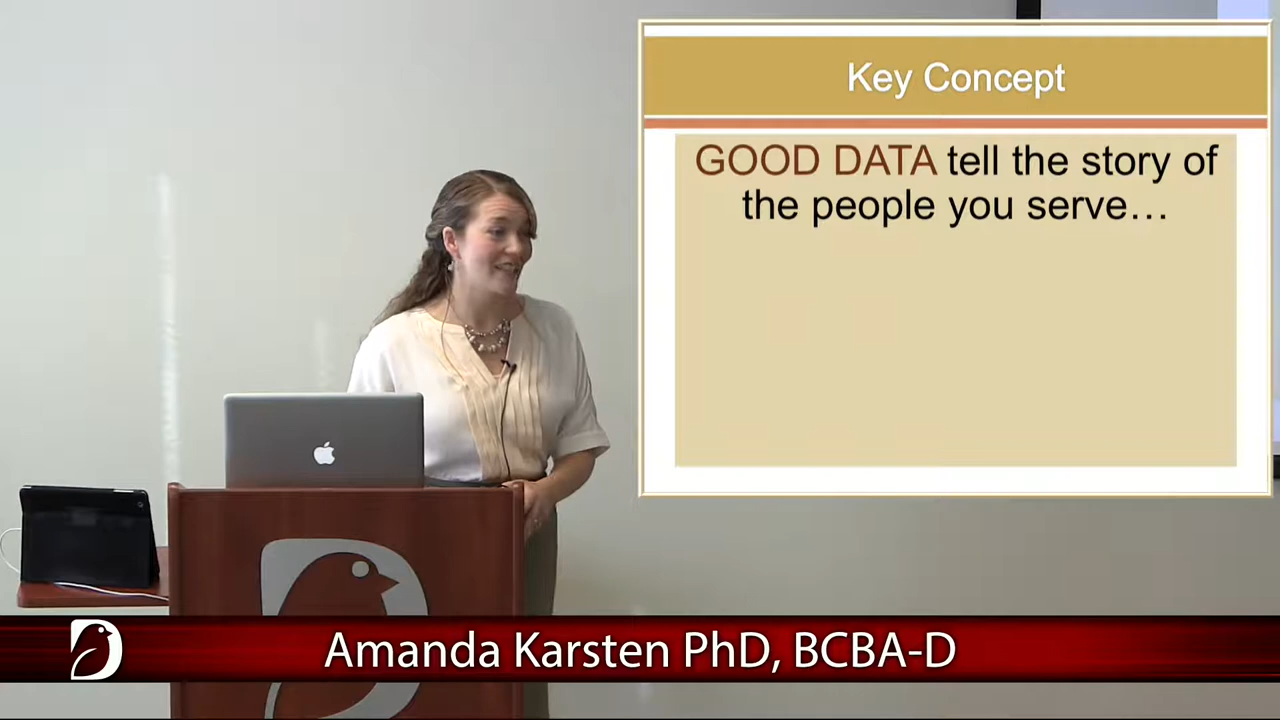 Key Concept
GOOD DATA tell the story of
the people you serve…
Amanda Karsten PhD, BCBA-D